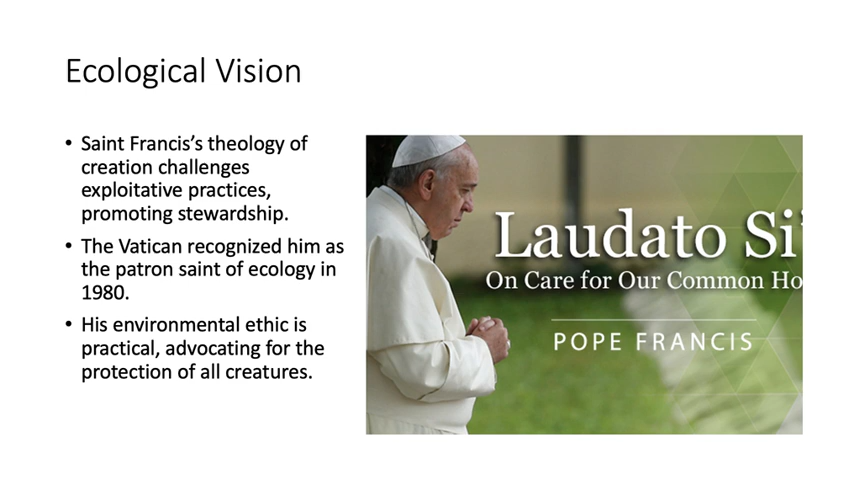 Ecological Vision
• Saint Francis’s theology of
creation challenges
exploitative practices,
promoting stewardship.
• The Vatican recognized him as
the patron saint of ecology in
1980.
• His environmental ethic is
practical, advocating for the
protection of all creatures.
Laudato Si’
On Care for Our Common Ho
POPE FRANCIS